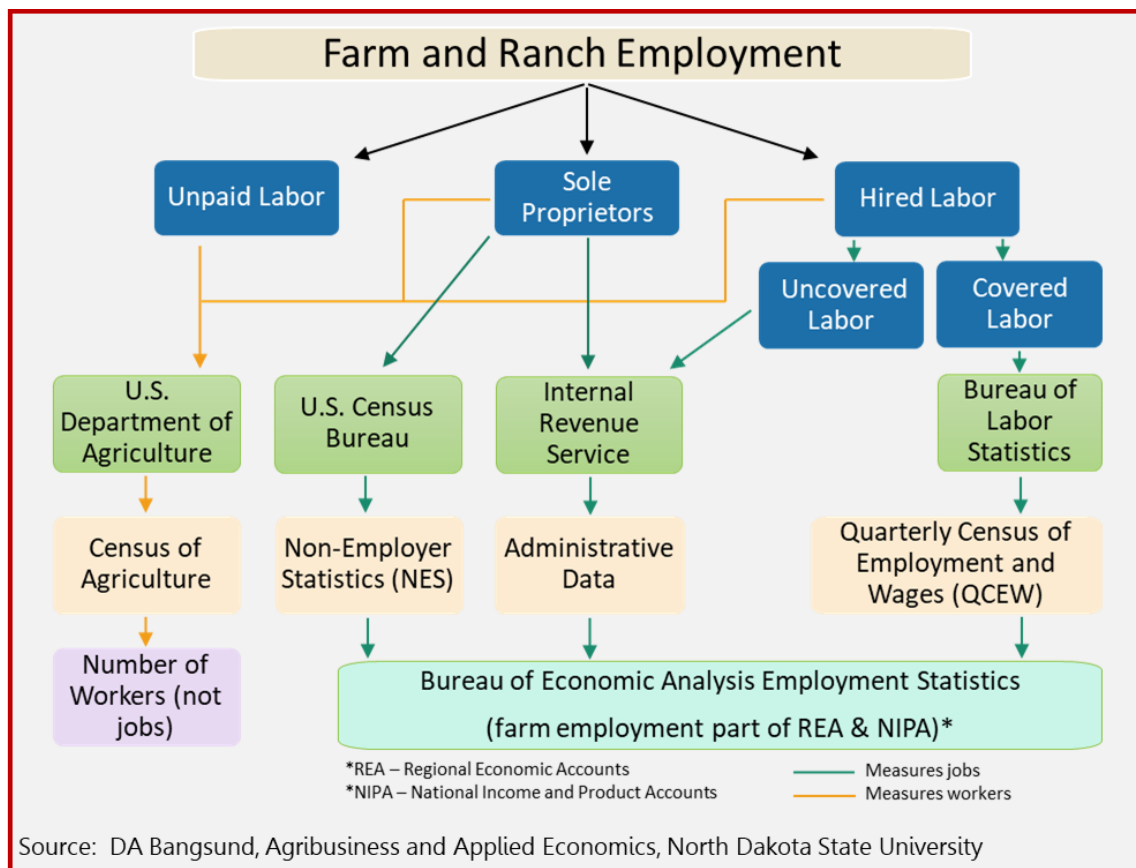 Farm and Ranch Employment
Unpaid Labor
Sole
Proprietors
Hired Labor
Uncovered
Labor
Covered
Labor
U.S.
Department of
Agriculture
U.S. Census
Bureau
Internal
Revenue
Service
Bureau of
Labor
Statistics
Census of
Agriculture
Non-Employer
Statistics (NES)
Administrative
Data
Quarterly Census of
Employment and
Wages (QCEW)
Number of
Workers (not
jobs)
Bureau of Economic Analysis Employment Statistics
(farm employment part of REA & NIPA)*
*REA – Regional Economic Accounts
*NIPA – National Income and Product Accounts
Measures jobs
Measures workers
Source: DA Bangsund, Agribusiness and Applied Economics, North Dakota State University